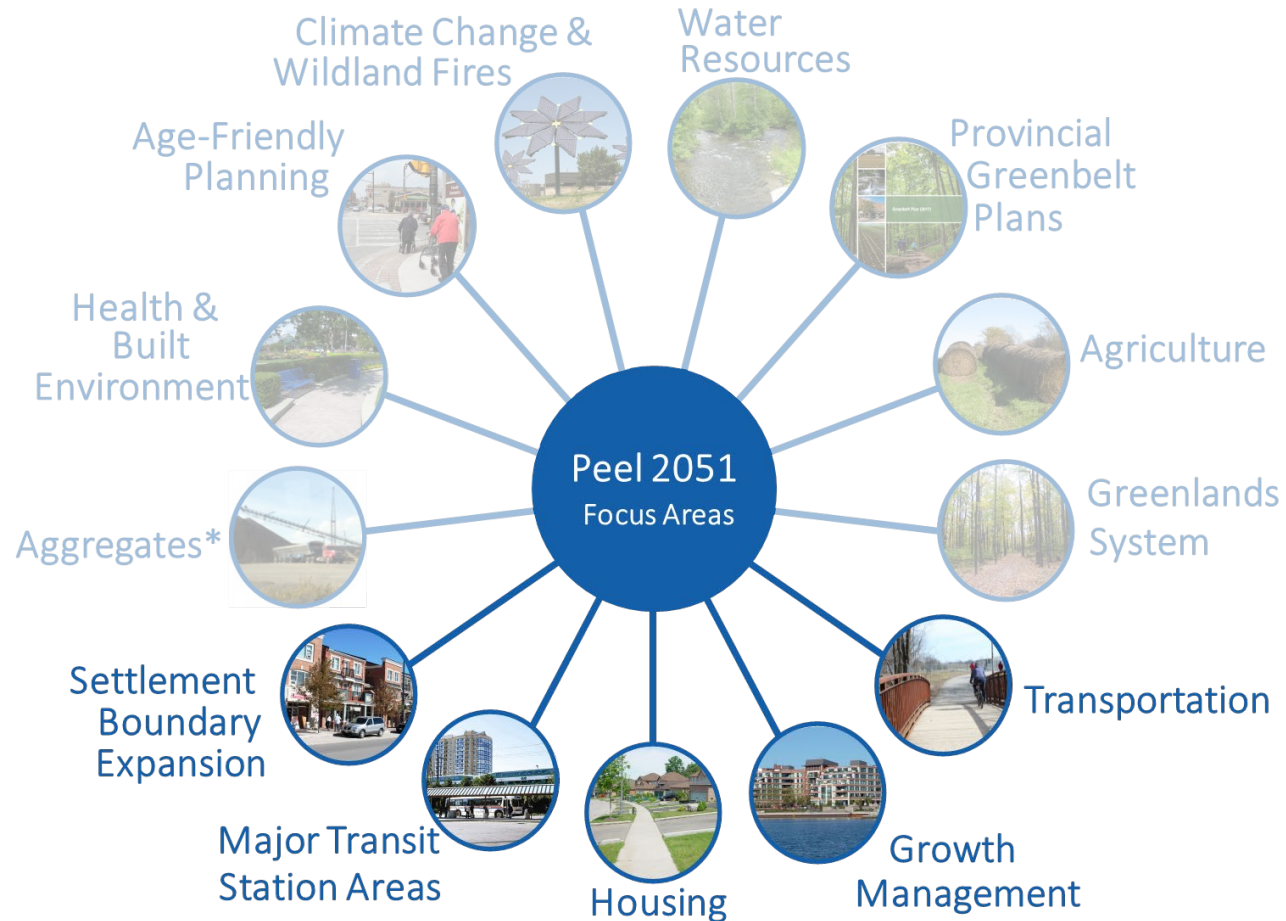 Climate Change &
Wildland Fires
Water
Resources
Age-Friendly
Planning
Provincial
Greenbelt
Plans
Health &
Built
Environment
Agriculture
Peel 2051
Focus Areas
Aggregates*
Greenlands
System
Settlement
Boundary
Expansion
Transportation
Major Transit
Station Areas
Housing
Growth
Management